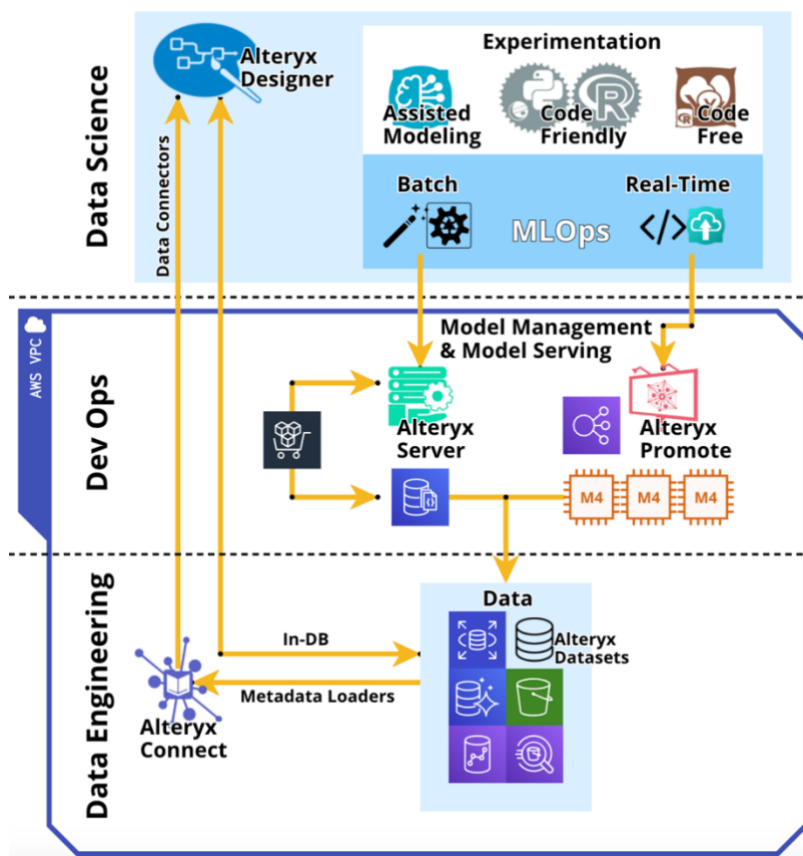 Data Science
Alteryx
Designer
Experimentation
Assisted
Modeling
Code
Friendly
R
Code
Free
R
Batch
Real-Time
MLOps
</>
Data Connectors
AWS VPC
Dev Ops
Model Management
& Model Serving
Alteryx
Server
Alteryx
Promote
{}
M4
M4
M4
Data Engineering
In-DB
Metadata Loaders
Alteryx
Connect
Data
Alteryx
Datasets